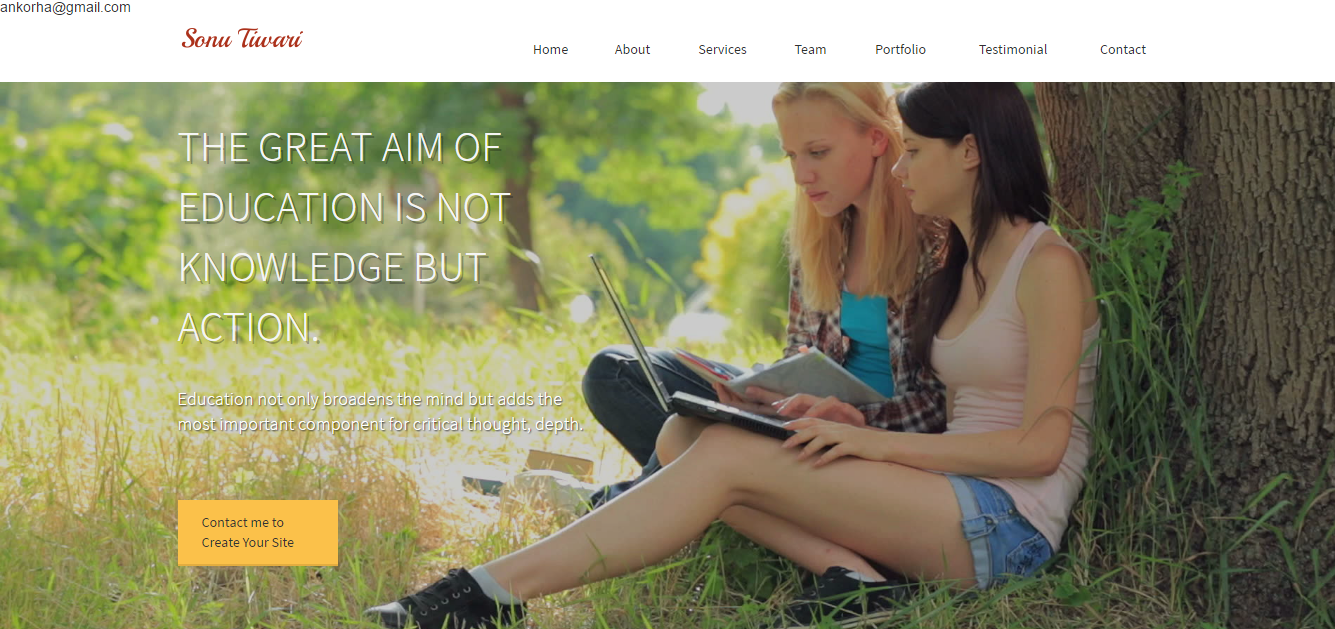 ankorha@gmail.com
Sonu Tiwari
Home About Services Team Portfolio Testimonial Contact
THE GREAT AIM OF
EDUCATION IS NOT
KNOWLEDGE BUT
ACTION.
Education not only broadens the mind but adds the
most important component for critical thought, depth.
Contact me to
Create Your Site